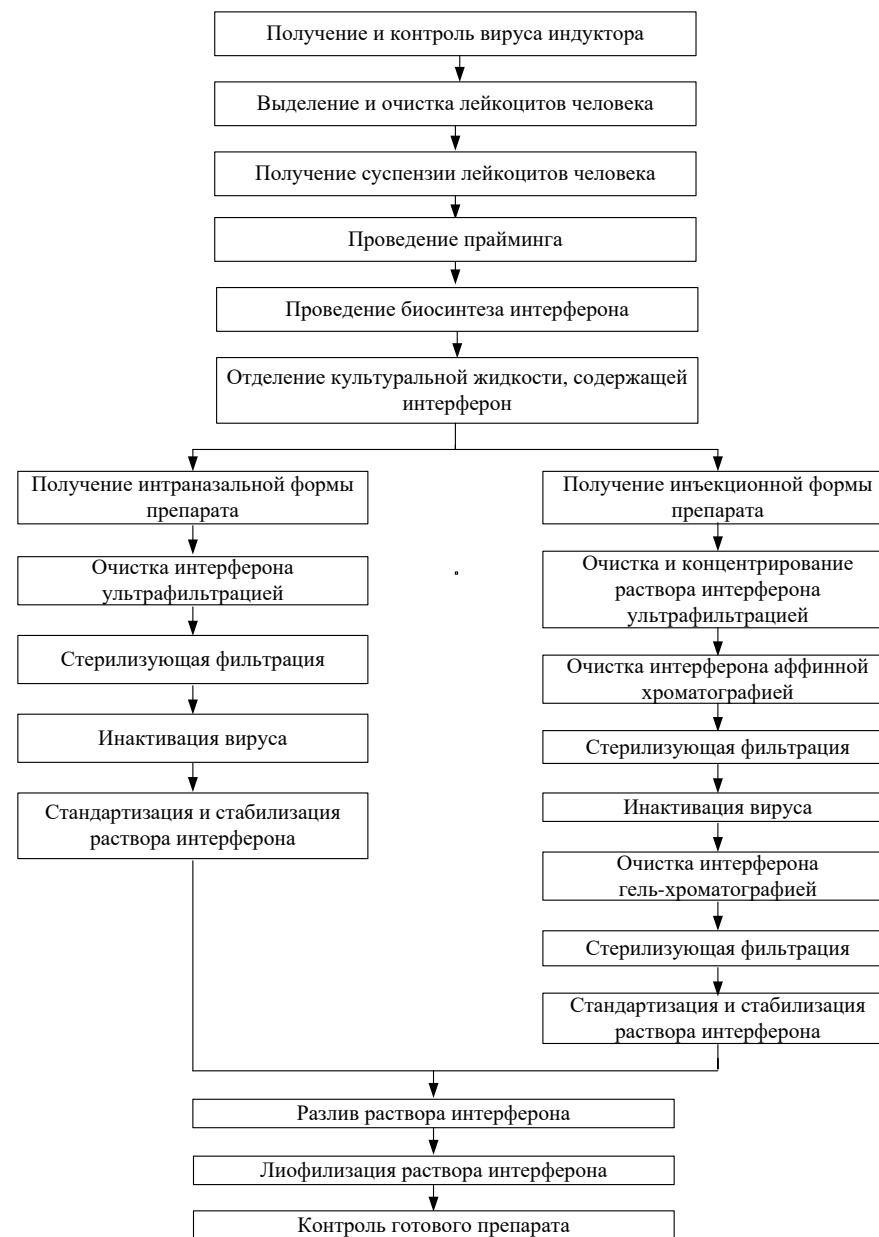 Получение и контроль вируса индуктора
Выделение и очистка лейкоцитов человека
Получение суспензии лейкоцитов человека
Проведение прайминга
Проведение биосинтеза интерферона
Отделение культуральной жидкости, содержащей
интерферон
Получение интраназальной формы
препарата
Очистка интерферона
ультрафильтрацией
Стерилизующая фильтрация
Инактивация вируса
Стандартизация и стабилизация
раствора интерферона
Получение инъекционной формы
препарата
Очистка и концентрирование
раствора интерферона
ультрафильтрацией
Очистка интерферона аффинной
хроматографией
Стерилизующая фильтрация
Инактивация вируса
Очистка интерферона
гель-хроматографией
Стерилизующая фильтрация
Стандартизация и стабилизация
раствора интерферона
Разлив раствора интерферона
Лиофилизация раствора интерферона
Контроль готового препарата